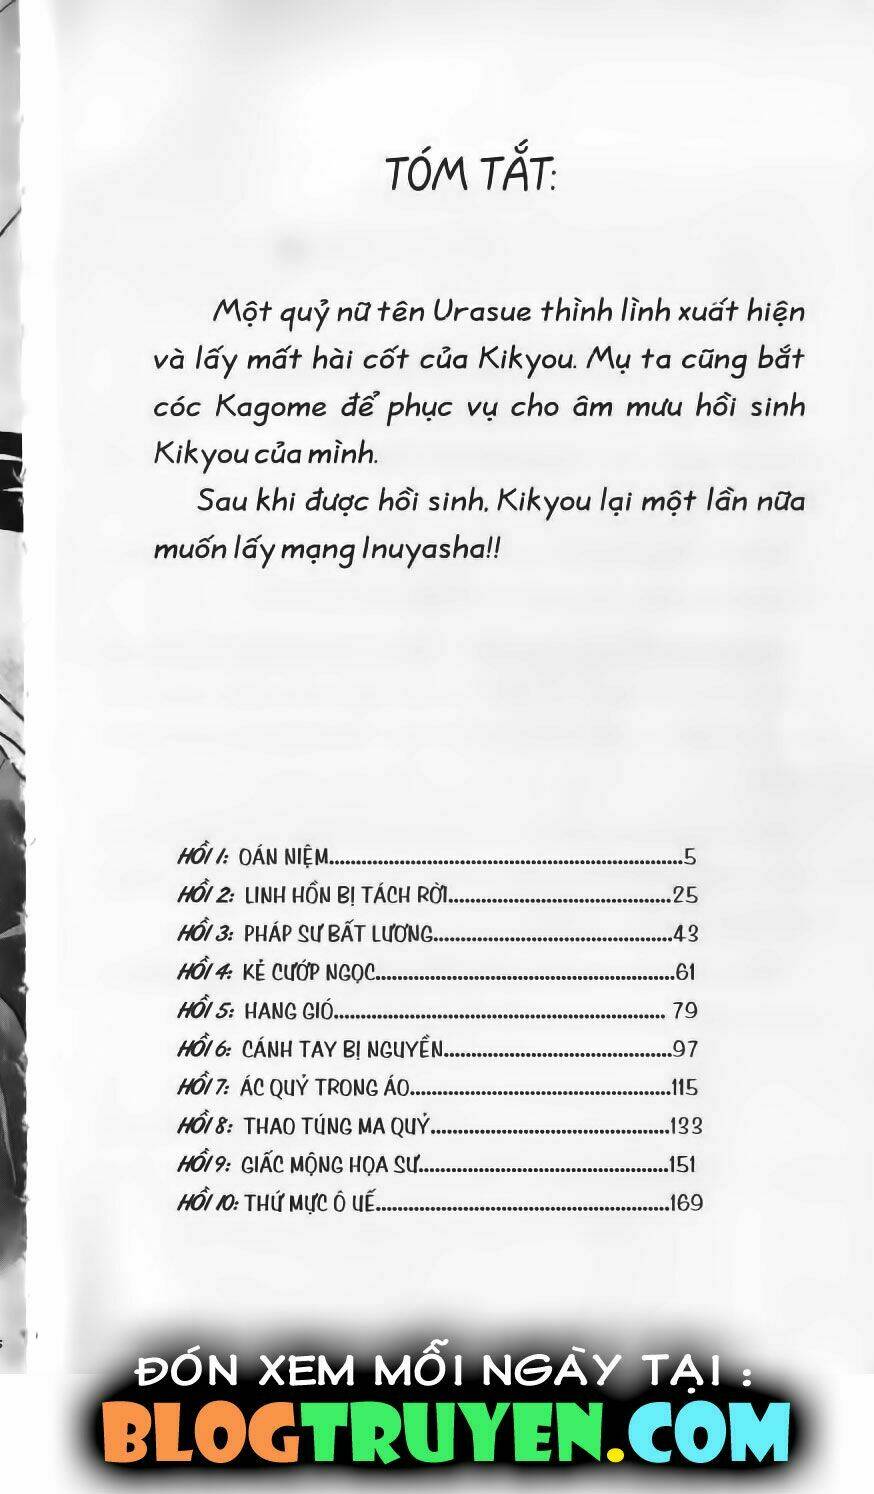 TÓM TẮT:
Một quỷ nữ tên Urasue thình lình xuất hiện
và lấy mất hài cốt của Kikyou. Mụ ta cũng bắt
cóc Kagome để phục vụ cho âm mưu hồi sinh
Kikyou của mình.
Sau khi được hồi sinh, Kikyou lại một lần nữa
muốn lấy mạng Inuyasha!!
HỒI 1: OÁN NIỆM..................................................................5
HỒI 2: LINH HỒN BỊ TÁCH RỜI.........................................25
HỒI 3: PHÁP SƯ BẤT LƯƠNG............................................43
HỒI 4: KẺ CƯỚP NGỌC.......................................................61
HỒI 5: HANG GIÓ............................................................. 79
HỒI 6: CÁNH TAY BỊ NGUYỀN..........................................97
HỒI 7: ÁC QUỶ TRONG ÁO................................................115
HỒI 8: THAO TÚNG MA QUỶ............................................133
HỒI 9: GIẤC MỘNG HỌA SƯ..............................................151
HỒI 10: THỨ MỰC Ô UẾ......................................................169
ĐÓN XEM MỖI NGÀY TẠI :
BLOGTRUYEN.COM